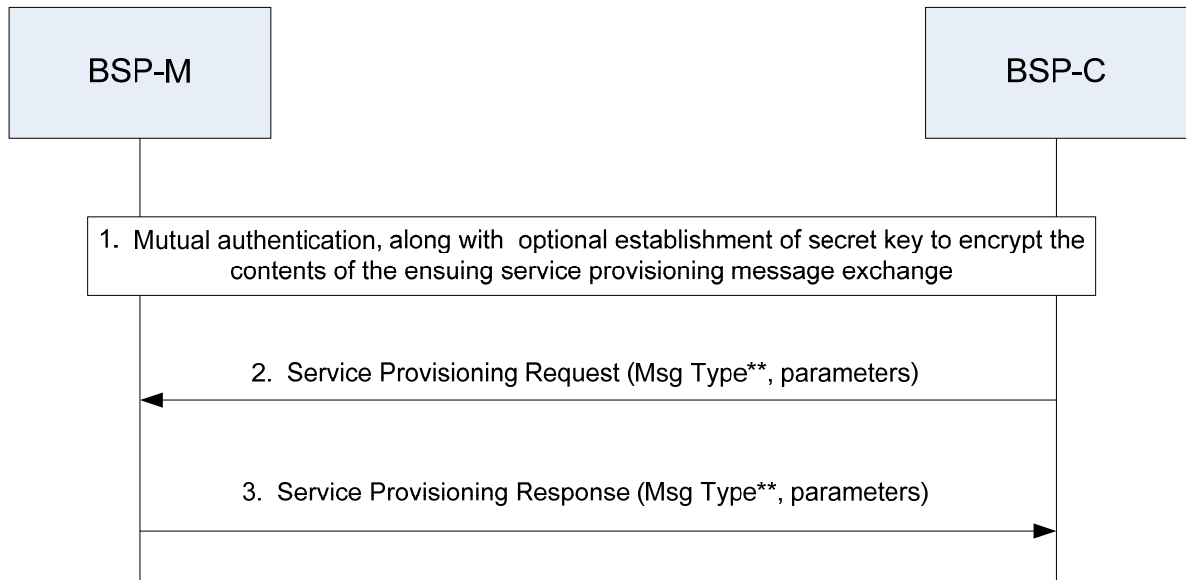 BSP-M
BSP-C
1. Mutual authentication, along with optional establishment of secret key to encrypt the
contents of the ensuing service provisioning message exchange
2. Service Provisioning Request (Msg Type**, parameters)
3. Service Provisioning Response (Msg Type**, parameters)